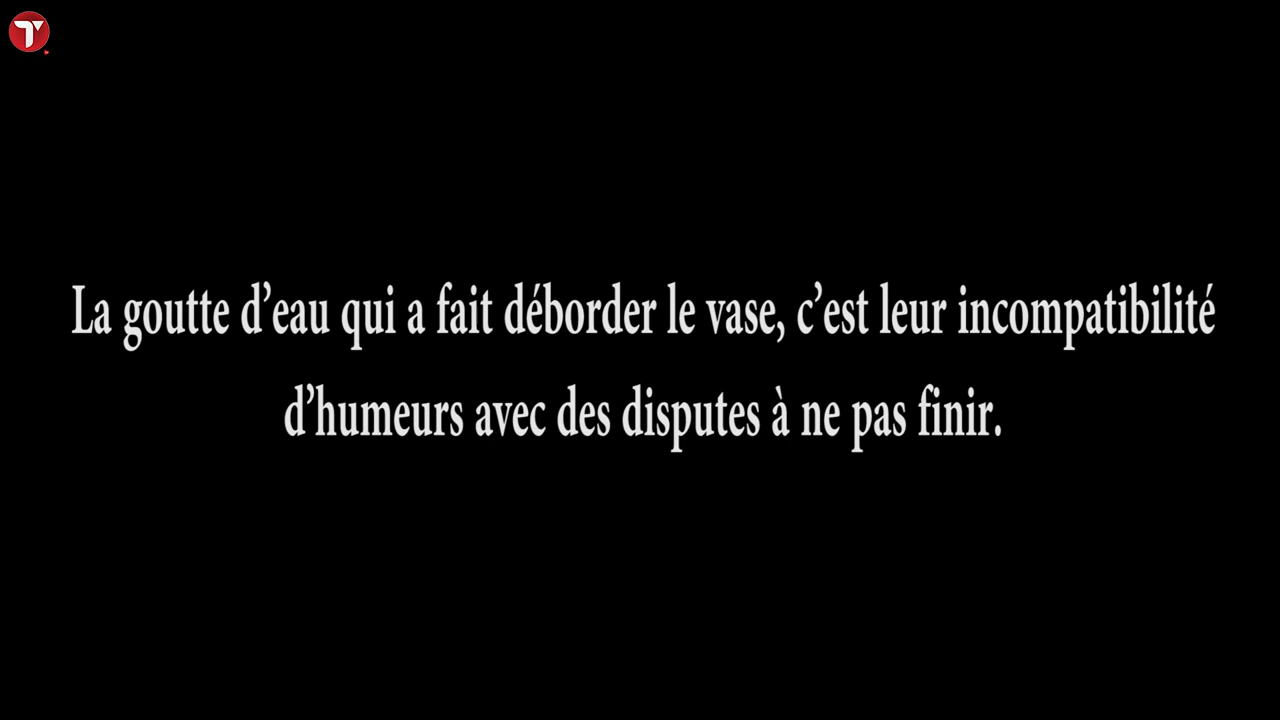 La goutte d’eau qui a fait déborder le vase, c’est leur incompatibilité
d’humeurs avec des disputes à ne pas finir.